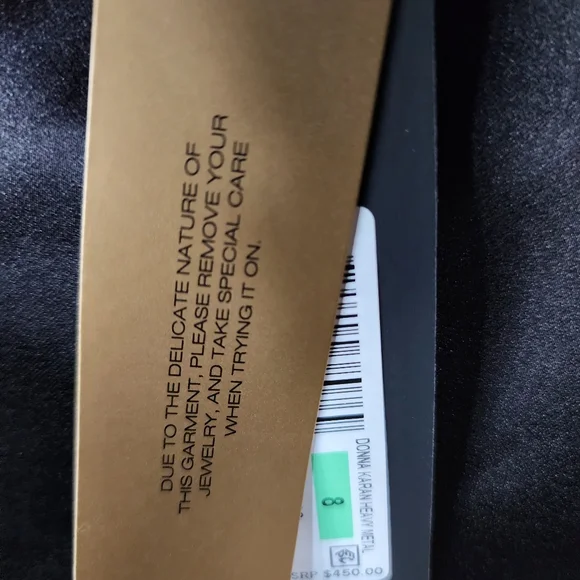 DUE TO THE DELICATE NATURE OF
THIS GARMENT, PLEASE REMOVE YOUR
JEWELRY, AND TAKE SPECIAL CARE
WHEN TRYING IT ON.
DONNA KARAN HEAVY METAL
8
SRP $450.00